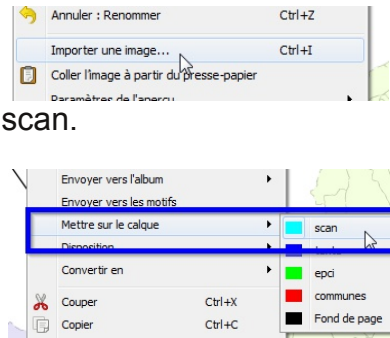 Annuler : Renommer Ctrl+Z
Importer une image... Ctrl+I
Coller l'image à partir du presse-papier
Paramètres de l'aperçu
scan.
Envoyer vers l'album
Envoyer vers les motifs
Mettre sur le calque scan
Disposition
Convertir en epci
communes
Couper Ctrl+X Fond de page
Copier Ctrl+C